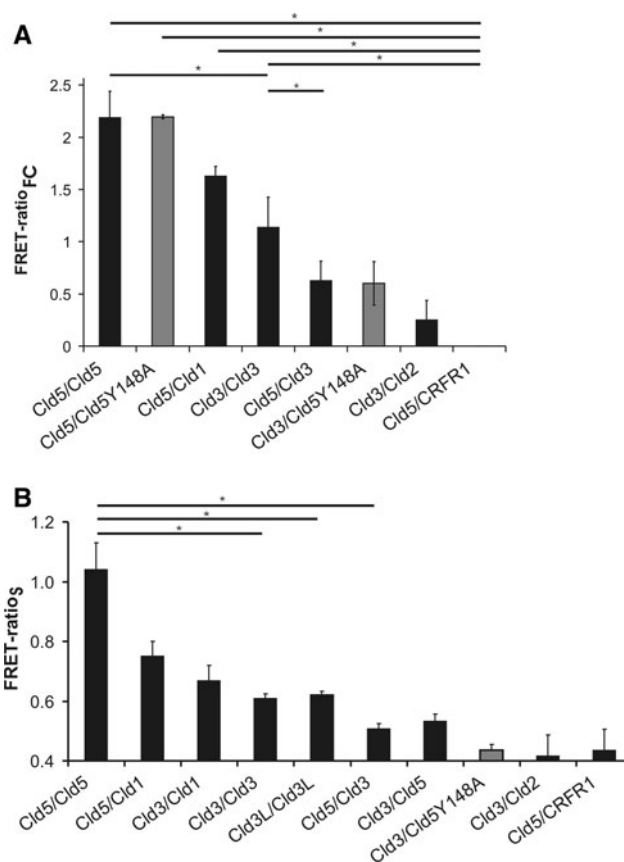 A
*
*
*
*
*
*
FRET-ratioFC
2.5
2
1.5
1
0.5
0
Cld5/Cld5
Cld5/Cld5Y148A
Cld5/Cld1
Cld3/Cld3
Cld5/Cld3
Cld3/Cld5Y148A
Cld3/Cld2
Cld5/CRFR1
B
*
*
*
FRET-ratioS
1.2
1.0
0.8
0.6
0.4
Cld5/Cld5
Cld5/Cld1
Cld3/Cld1
Cld3/Cld3
Cld3L/Cld3L
Cld5/Cld3
Cld3/Cld5
Cld3/Cld5Y148A
Cld3/Cld2
Cld5/CRFR1